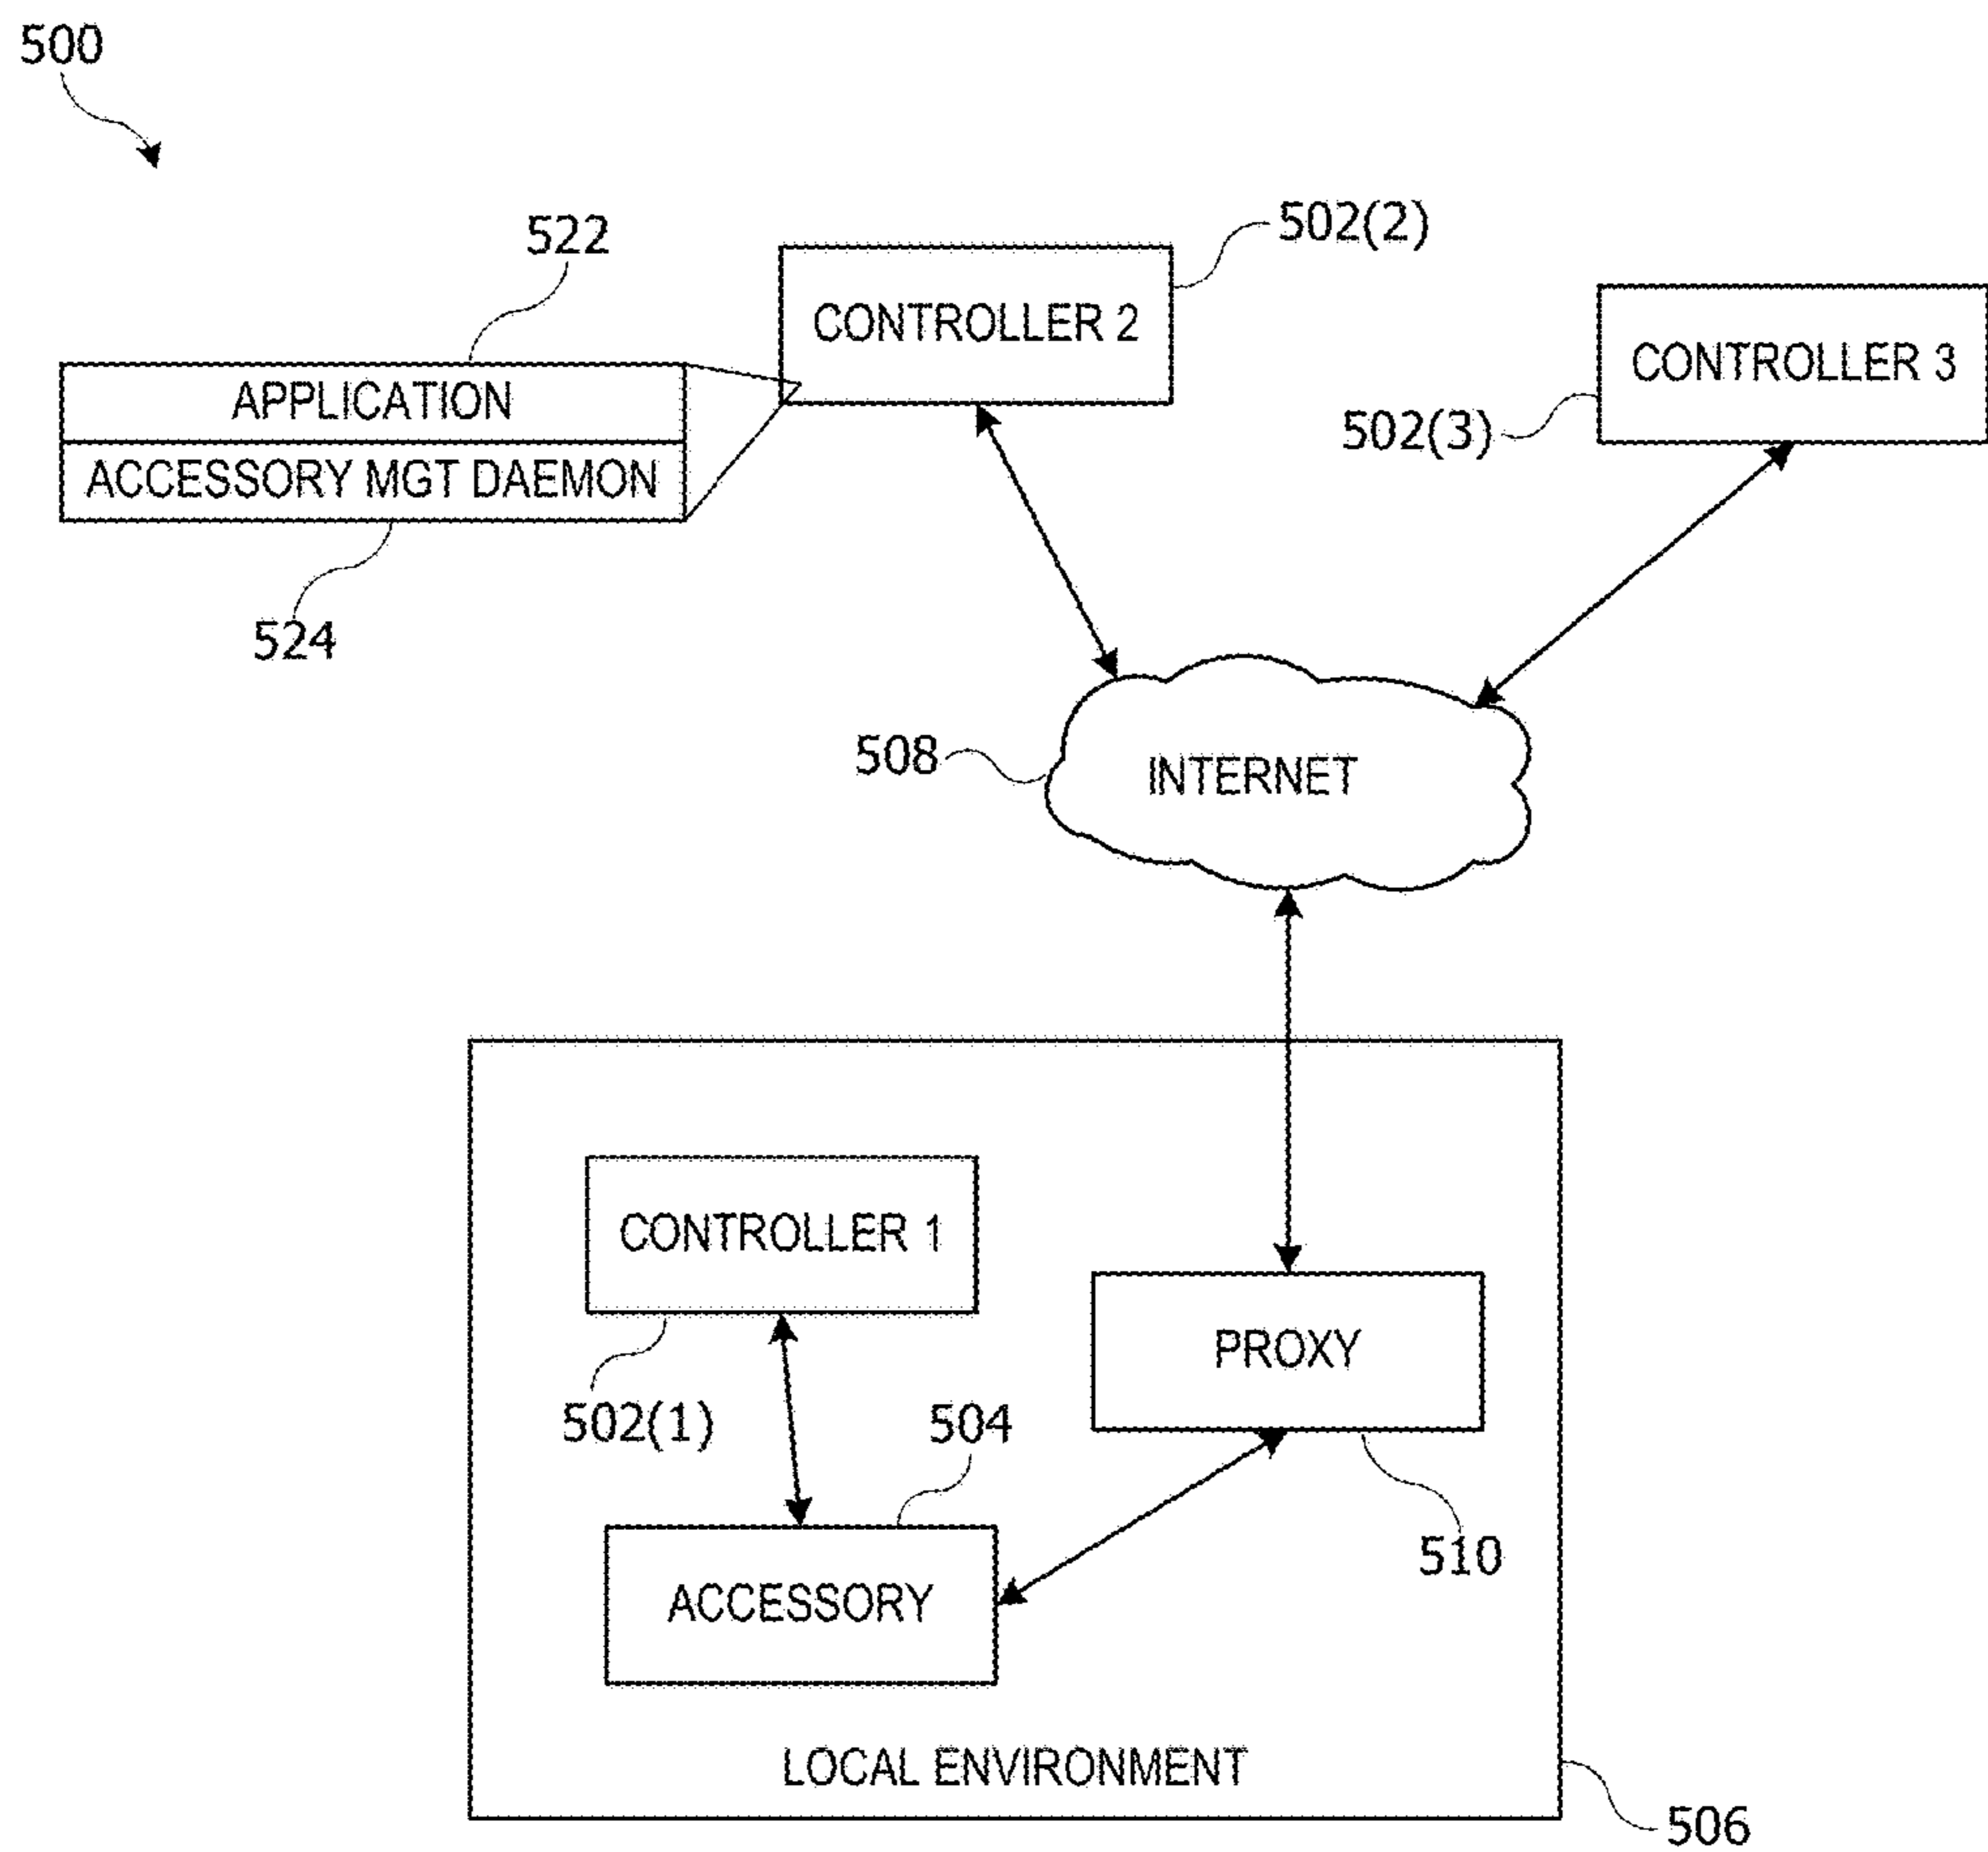 500
522
502(2)
CONTROLLER 2
CONTROLLER 3
APPLICATION
502(3)
ACCESSORY MGT DAEMON
524
508
INTERNET
CONTROLLER 1
PROXY
502(1)
504
510
ACCESSORY
LOCAL ENVIRONMENT
506